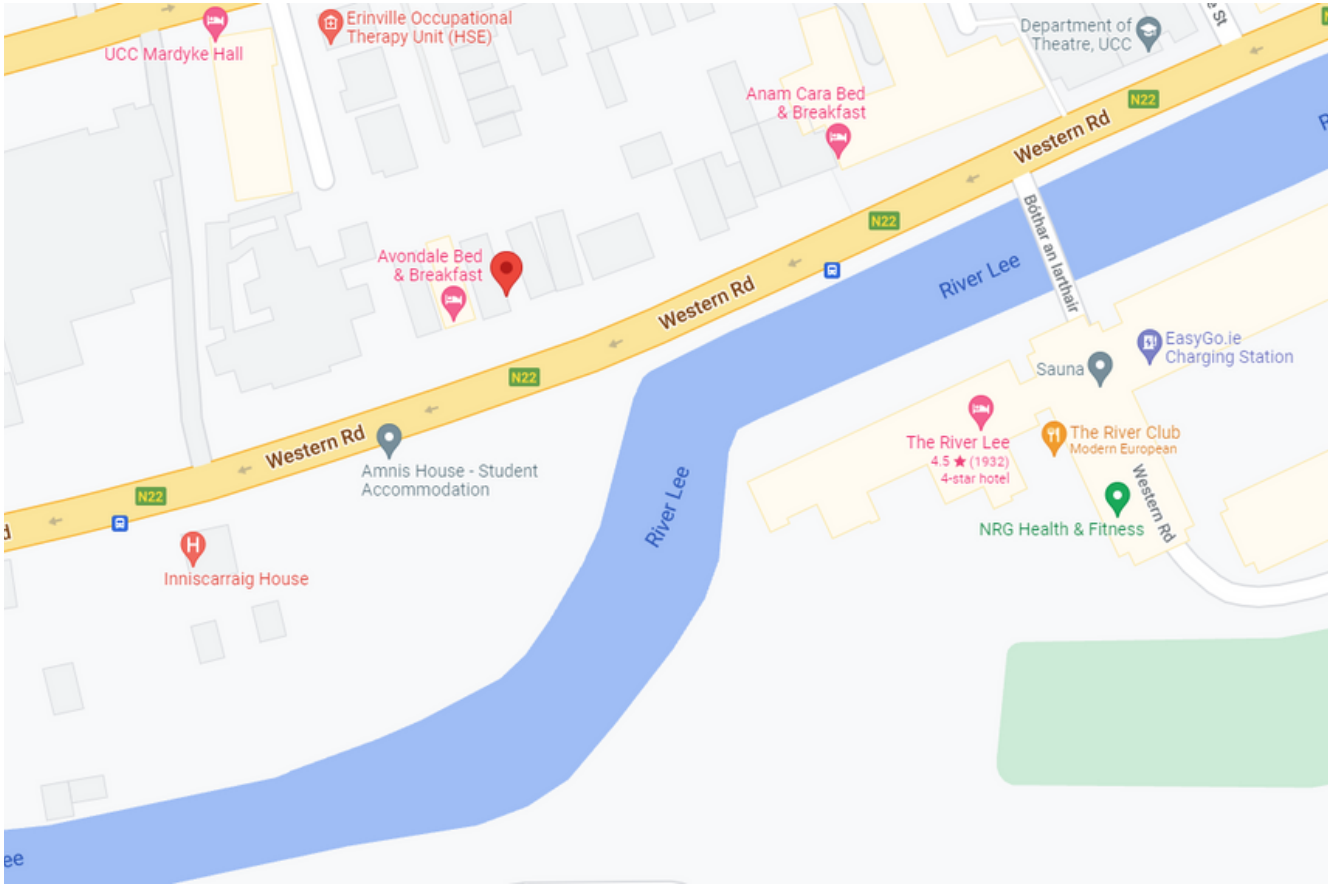 UCC Mardyke Hall
Erinville Occupational
Therapy Unit (HSE)
Department of
Theatre, UCC
St
N22
Anam Cara Bed
& Breakfast
Western Rd
N22
Bóthar an Iarthair
River Lee
Avondale Bed
& Breakfast
Western Rd
N22
EasyGo.ie
Charging Station
Sauna
The River Lee
4.5 ★ (1932)
4-star hotel
The River Club
Modern European
Western Rd
NRG Health & Fitness
Western Rd
Amnis House - Student
Accommodation
River Lee
N22
H
Inniscarraig House